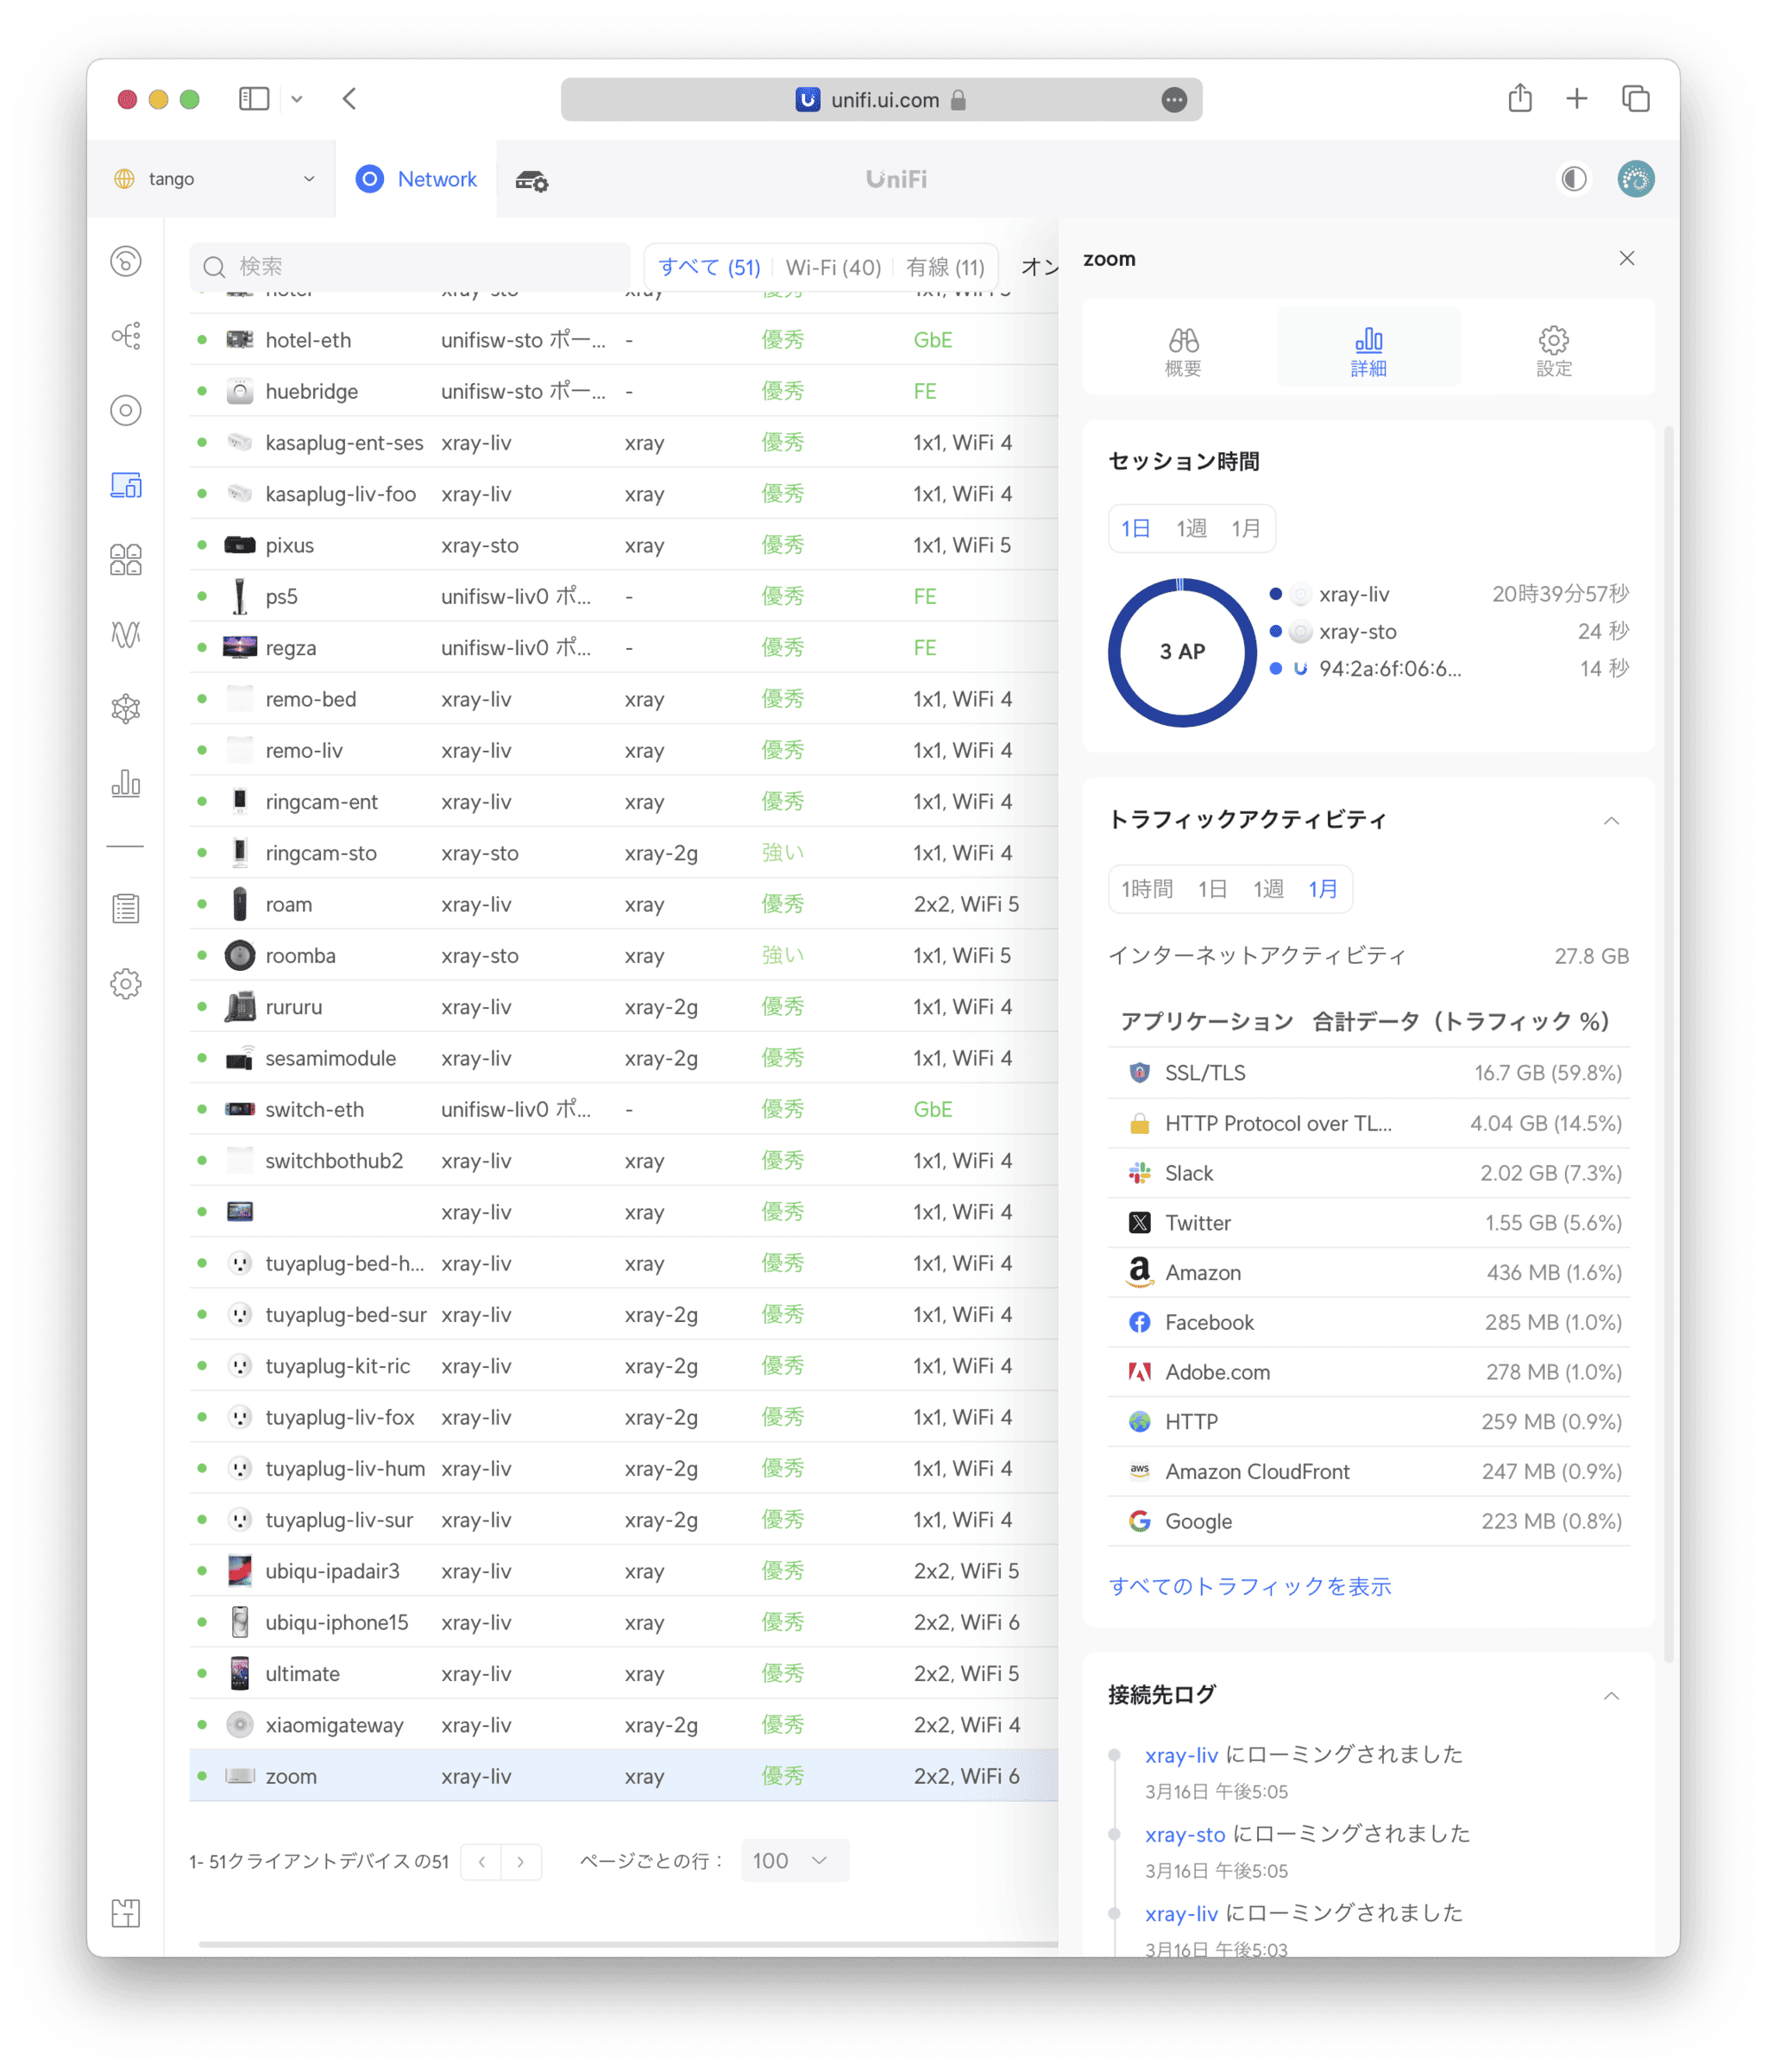 unifi.ui.com
tango
Network
UniFi
検索
すべて (51)
Wi-Fi (40)
有線 (11)
オン
hotel-eth unifisw-sto ポー... - 優秀 GbE
huebridge unifisw-sto ポー... - 優秀 FE
kasaplug-ent-ses xray-liv xray 優秀 1x1, WiFi 4
kasaplug-liv-foo xray-liv xray 優秀 1x1, WiFi 4
pixus xray-sto xray 優秀 1x1, WiFi 5
ps5 unifisw-liv0 ポ... - 優秀 FE
regza unifisw-liv0 ポ... - 優秀 FE
remo-bed xray-liv xray 優秀 1x1, WiFi 4
remo-liv xray-liv xray 優秀 1x1, WiFi 4
ringcam-ent xray-liv xray 優秀 1x1, WiFi 4
ringcam-sto xray-sto xray-2g 強い 1x1, WiFi 4
roam xray-liv xray 優秀 2x2, WiFi 5
roomba xray-sto xray 強い 1x1, WiFi 5
rururu xray-liv xray-2g 優秀 1x1, WiFi 4
sesamimodule xray-liv xray-2g 優秀 1x1, WiFi 4
switch-eth unifisw-liv0 ポ... - 優秀 GbE
switchbothub2 xray-liv xray 優秀 1x1, WiFi 4
xray-liv xray 優秀 1x1, WiFi 4
tuyaplug-bed-h... xray-liv xray 優秀 1x1, WiFi 4
tuyaplug-bed-sur xray-liv xray-2g 優秀 1x1, WiFi 4
tuyaplug-kit-ric xray-liv xray-2g 優秀 1x1, WiFi 4
tuyaplug-liv-fox xray-liv xray-2g 優秀 1x1, WiFi 4
tuyaplug-liv-hum xray-liv xray-2g 優秀 1x1, WiFi 4
tuyaplug-liv-sur xray-liv xray-2g 優秀 1x1, WiFi 4
ubiqu-ipadair3 xray-liv xray 優秀 2x2, WiFi 5
ubiqu-iphone15 xray-liv xray 優秀 2x2, WiFi 6
ultimate xray-liv xray 優秀 2x2, WiFi 5
xiaomigateway xray-liv xray-2g 優秀 2x2, WiFi 4
zoom xray-liv xray 優秀 2x2, WiFi 6
1- 51クライアントデバイス の51
ページごとの行：
100
zoom
概要
詳細
設定
セッション時間
1日 1週 1月
3 AP
xray-liv 20時39分57秒
xray-sto 24 秒
94:2a:6f:06:6... 14 秒
トラフィックアクティビティ
1時間 1日 1週 1月
インターネットアクティビティ 27.8 GB
アプリケーション 合計データ（トラフィック %）
SSL/TLS 16.7 GB (59.8%)
HTTP Protocol over TL... 4.04 GB (14.5%)
Slack 2.02 GB (7.3%)
Twitter 1.55 GB (5.6%)
Amazon 436 MB (1.6%)
Facebook 285 MB (1.0%)
Adobe.com 278 MB (1.0%)
HTTP 259 MB (0.9%)
aws Amazon CloudFront 247 MB (0.9%)
Google 223 MB (0.8%)
すべてのトラフィックを表示
接続先ログ
xray-liv にローミングされました
3月16日 午後5:05
xray-sto にローミングされました
3月16日 午後5:05
xray-liv にローミングされました
3月16日 午後5:03